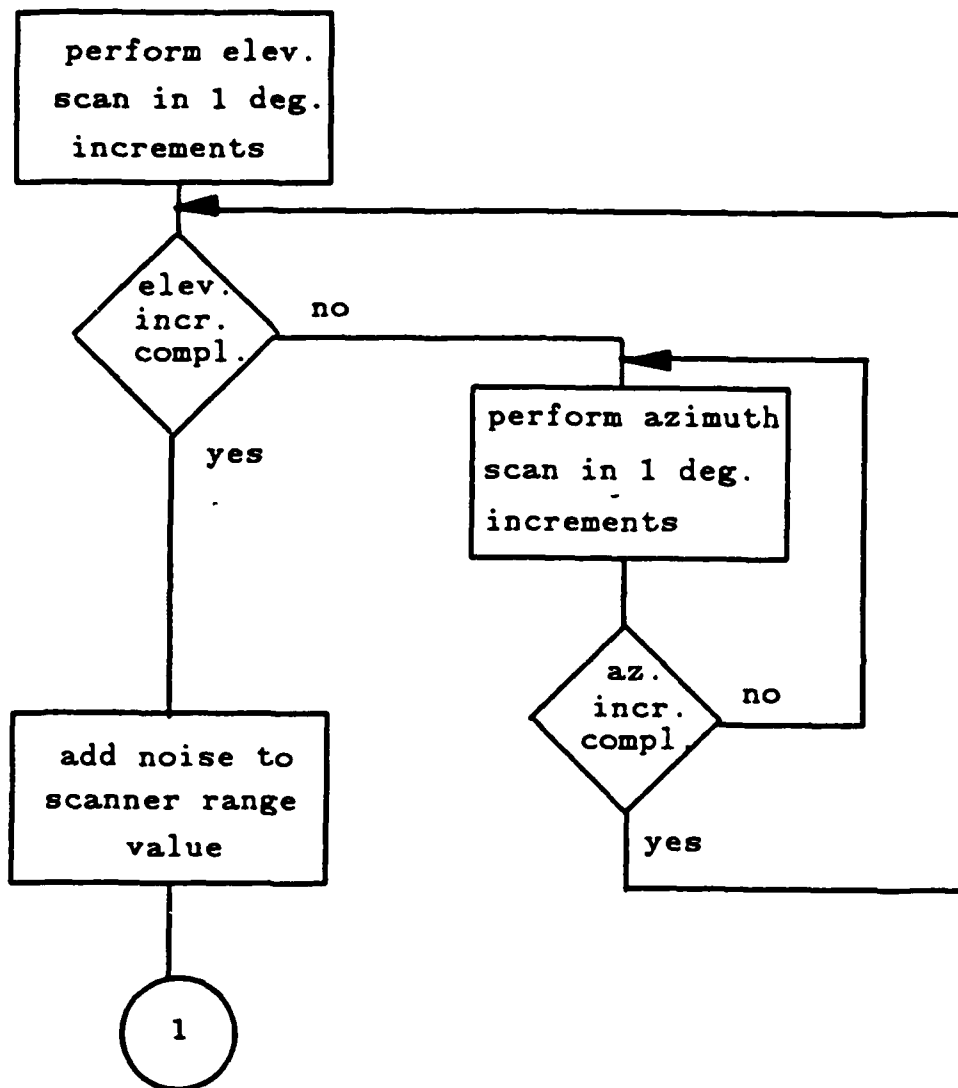 perform elev.
scan in 1 deg.
increments
elev.
incr.
compl.
no
yes
perform azimuth
scan in 1 deg.
increments
az.
incr.
compl.
no
yes
add noise to
scanner range
value
1